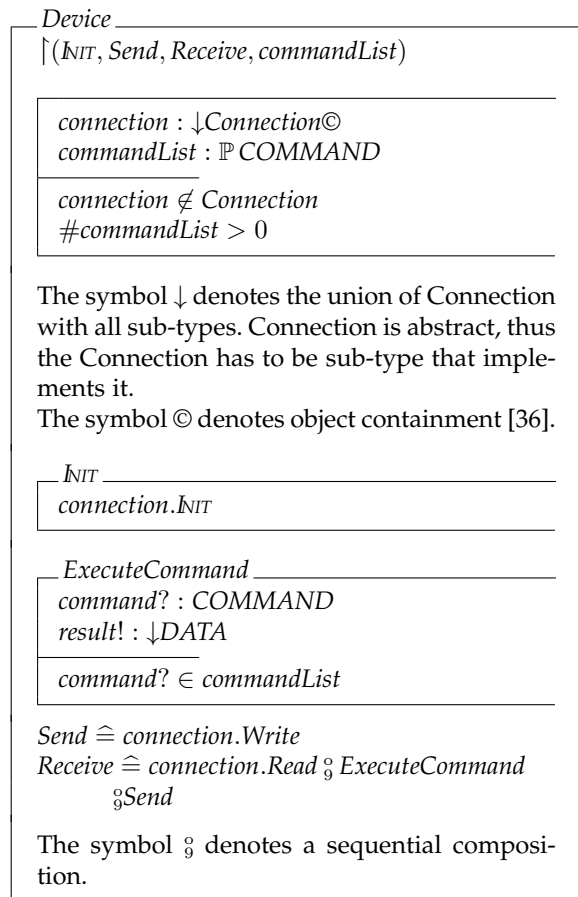 Device
↾(INIT, Send, Receive, commandList)
connection : ↓Connection©
commandList : ℙ COMMAND
connection ∉ Connection
#commandList > 0
The symbol ↓ denotes the union of Connection
with all sub-types. Connection is abstract, thus
the Connection has to be sub-type that imple-
ments it.
The symbol © denotes object containment [36].
INIT
connection.INIT
ExecuteCommand
command? : COMMAND
result! : ↓DATA
command? ∈ commandList
Send ≙ connection.Write
Receive ≙ connection.Read ⨟ ExecuteCommand
⨟Send
The symbol ⨟ denotes a sequential composi-
tion.